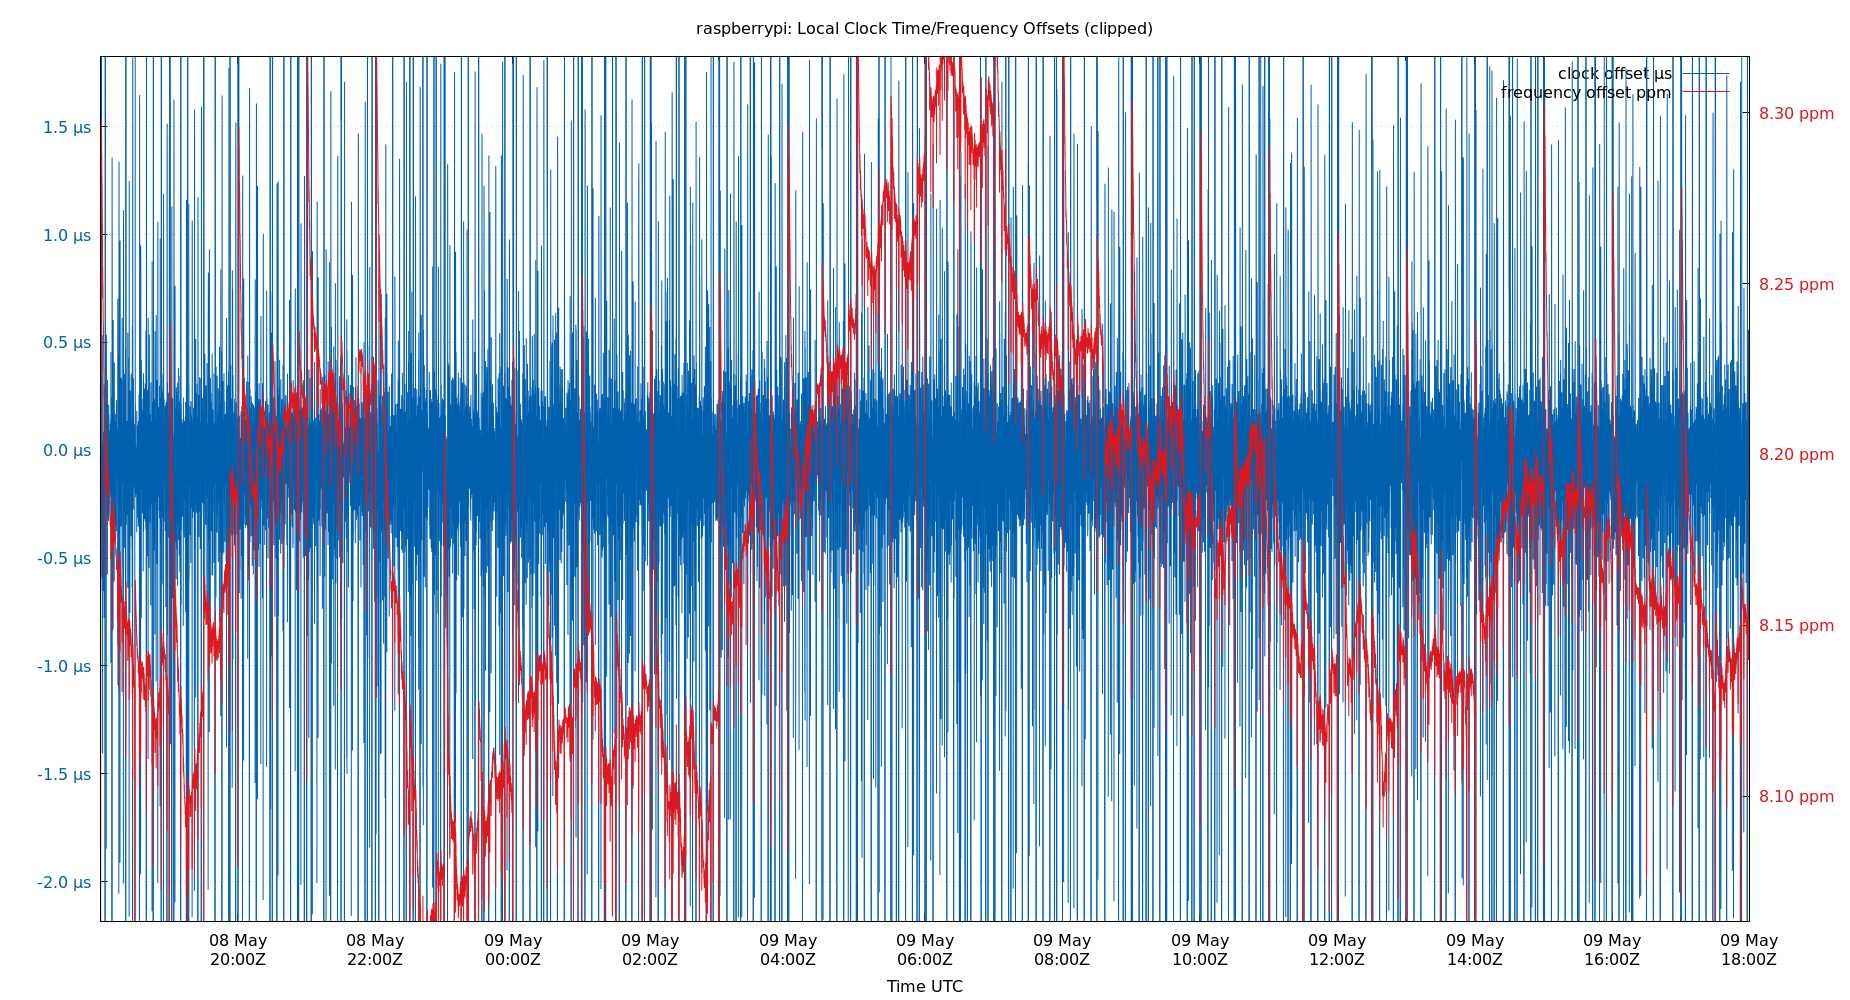 raspberrypi: Local Clock Time/Frequency Offsets (clipped)
clock offset µs
frequency offset ppm
1.5 µs
1.0 µs
0.5 µs
0.0 µs
-0.5 µs
-1.0 µs
-1.5 µs
-2.0 µs
8.30 ppm
8.25 ppm
8.20 ppm
8.15 ppm
8.10 ppm
08 May
20:00Z
08 May
22:00Z
09 May
00:00Z
09 May
02:00Z
09 May
04:00Z
09 May
06:00Z
09 May
08:00Z
09 May
10:00Z
09 May
12:00Z
09 May
14:00Z
09 May
16:00Z
09 May
18:00Z
Time UTC